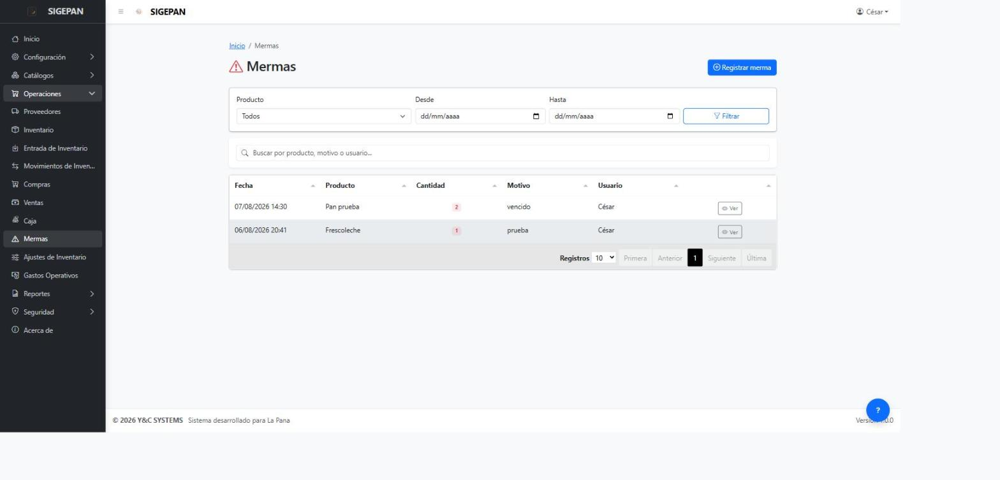 SIGEPAN
SIGEPAN
César
Inicio
Configuración
Catálogos
Operaciones
Proveedores
Inventario
Entrada de Inventario
Movimientos de Inven...
Compras
Ventas
Caja
Mermas
Ajustes de Inventario
Gastos Operativos
Reportes
Seguridad
Acerca de
Inicio / Mermas
Mermas
Registrar merma
Producto Desde Hasta
Todos dd/mm/aaaa dd/mm/aaaa Filtrar
Buscar por producto, motivo o usuario...
Fecha Producto Cantidad Motivo Usuario
07/08/2026 14:30 Pan prueba 2 vencido César Ver
06/08/2026 20:41 Frescoleche 1 prueba César Ver
Registros 10 Primera Anterior 1 Siguiente Última
?
© 2026 Y&C SYSTEMS Sistema desarrollado para La Pana